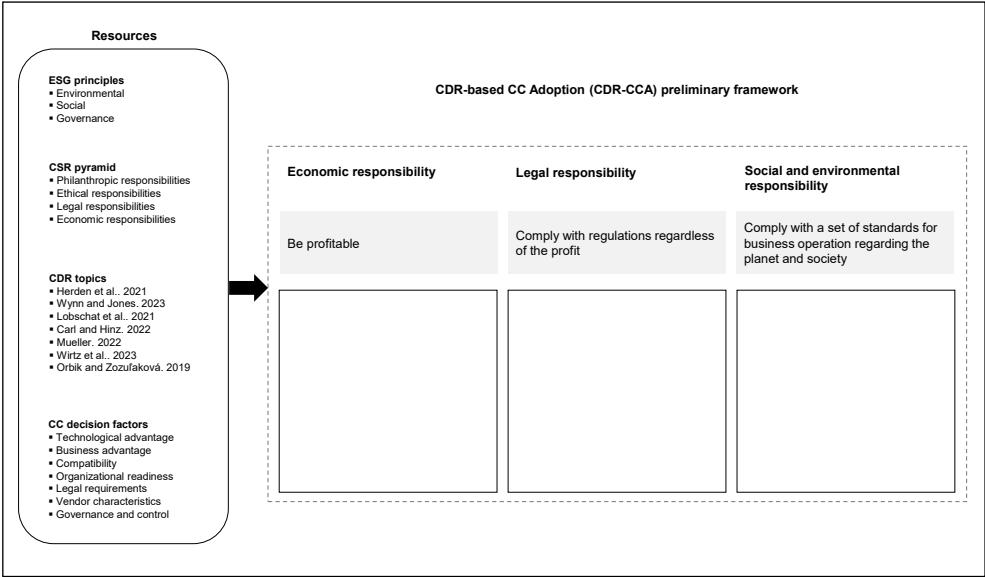 Resources
ESG principles
▪ Environmental
▪ Social
▪ Governance
CSR pyramid
▪ Philanthropic responsibilities
▪ Ethical responsibilities
▪ Legal responsibilities
▪ Economic responsibilities
CDR topics
▪ Herden et al.. 2021
▪ Wynn and Jones. 2023
▪ Lobschat et al.. 2021
▪ Carl and Hinz. 2022
▪ Mueller. 2022
▪ Wirtz et al.. 2023
▪ Orbik and Zozuľaková. 2019
CC decision factors
▪ Technological advantage
▪ Business advantage
▪ Compatibility
▪ Organizational readiness
▪ Legal requirements
▪ Vendor characteristics
▪ Governance and control
CDR-based CC Adoption (CDR-CCA) preliminary framework
Economic responsibility
Be profitable
Legal responsibility
Comply with regulations regardless
of the profit
Social and environmental
responsibility
Comply with a set of standards for
business operation regarding the
planet and society